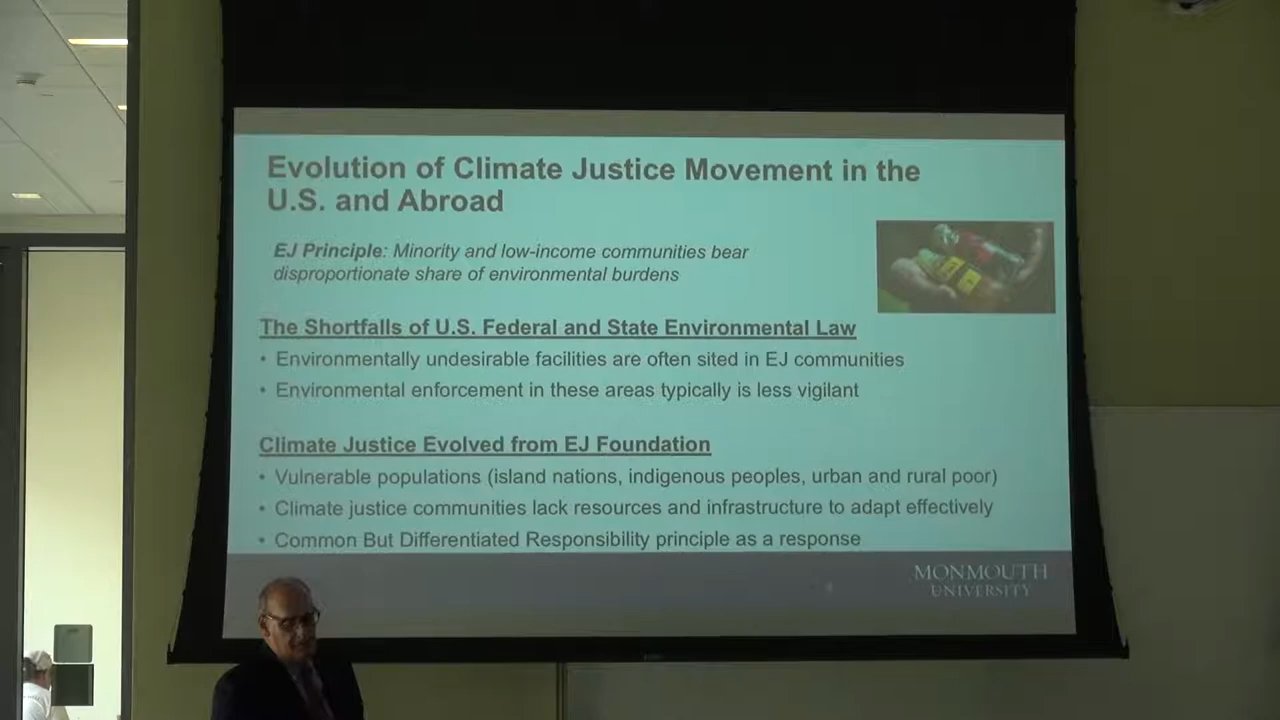 Evolution of Climate Justice Movement in the
U.S. and Abroad
EJ Principle: Minority and low-income communities bear
disproportionate share of environmental burdens
The Shortfalls of U.S. Federal and State Environmental Law
• Environmentally undesirable facilities are often sited in EJ communities
• Environmental enforcement in these areas typically is less vigilant
Climate Justice Evolved from EJ Foundation
• Vulnerable populations (island nations, indigenous peoples, urban and rural poor)
• Climate justice communities lack resources and infrastructure to adapt effectively
• Common But Differentiated Responsibility principle as a response
MONMOUTH
UNIVERSITY